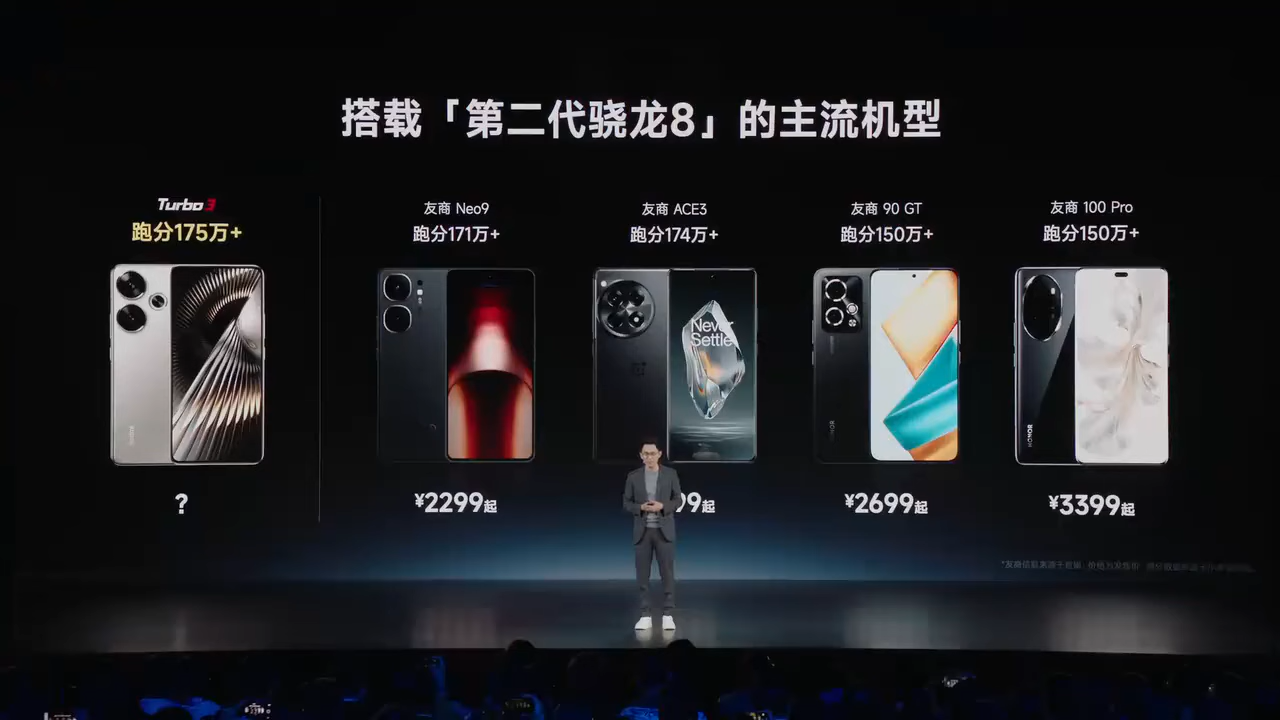 搭载「第二代骁龙8」的主流机型
Turbo 3
跑分175万+
?
友商 Neo9
跑分171万+
¥2299起
友商 ACE3
跑分174万+
Never
Settle
99起
友商 90 GT
跑分150万+
HONOR
¥2699起
友商 100 Pro
跑分150万+
HONOR
¥3399起